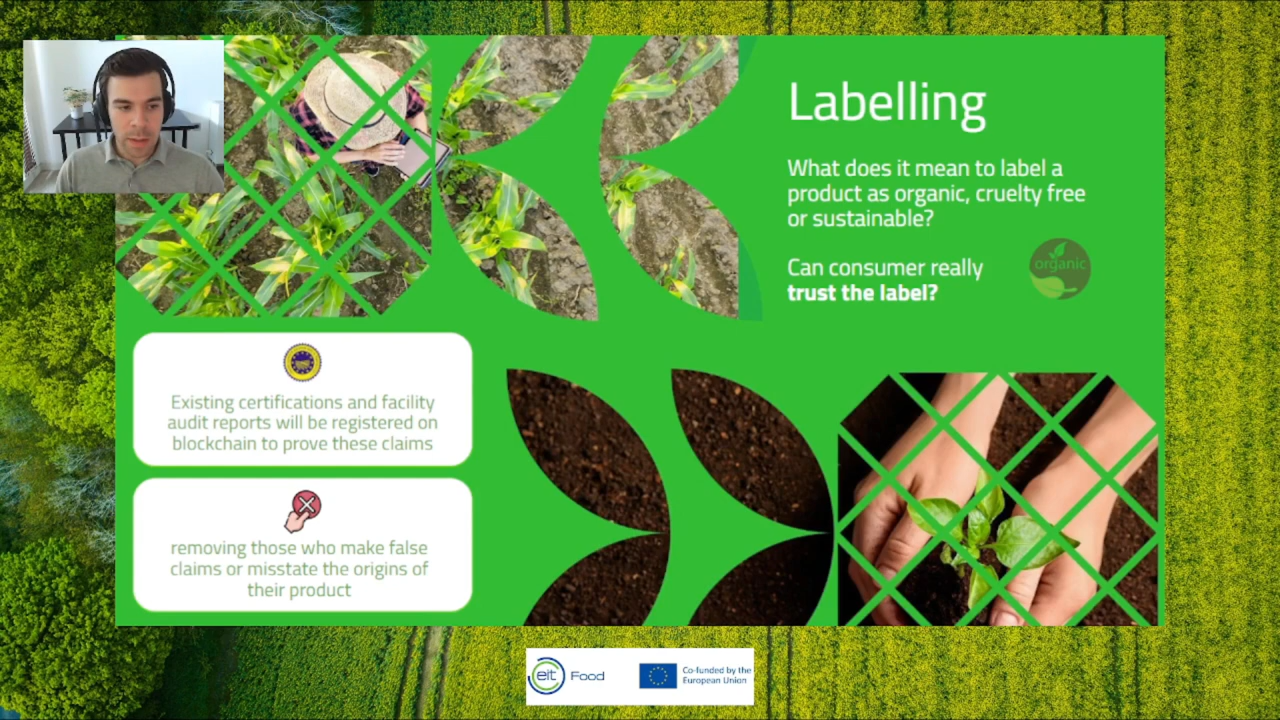 Labelling
What does it mean to label a
product as organic, cruelty free
or sustainable?
Can consumer really
trust the label?
organic
Existing certifications and facility
audit reports will be registered on
blockchain to prove these claims
removing those who make false
claims or misstate the origins of
their product
eit Food
Co-funded by the
European Union